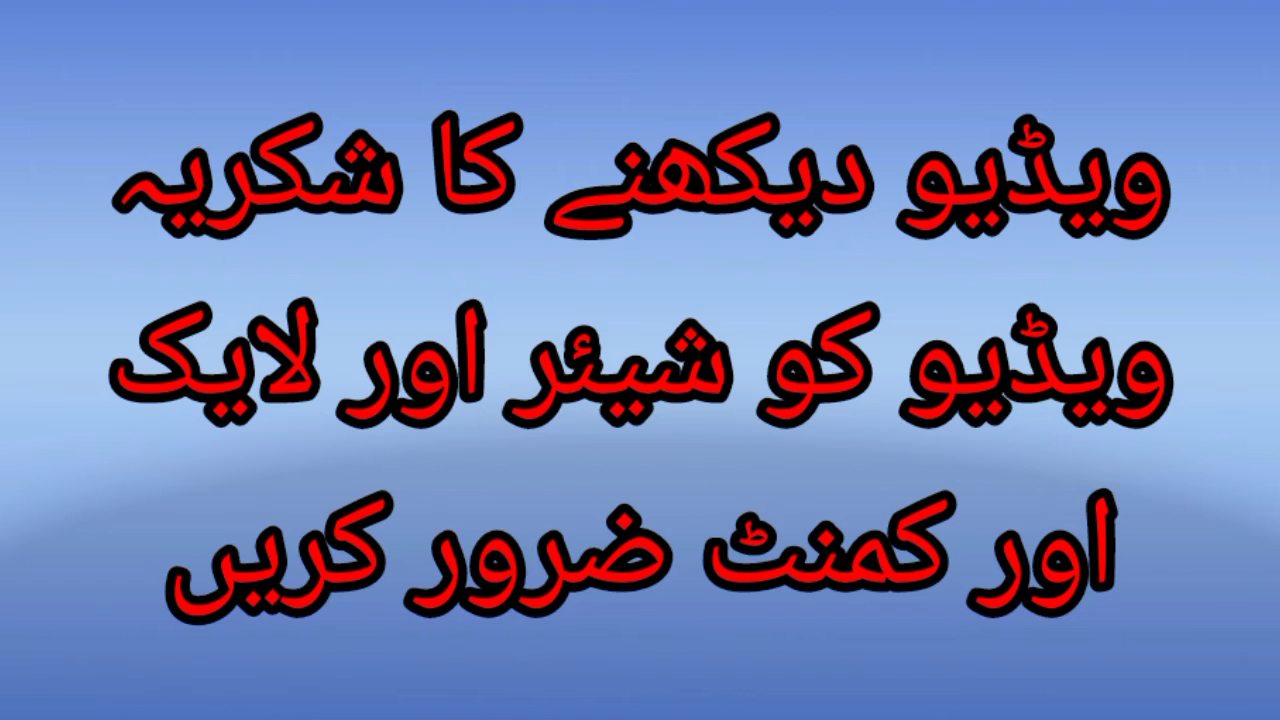 ویڈیو دیکھنے کا شکریہ
ویڈیو کو شیئر اور لایک
اور کمنٹ ضرور کریں